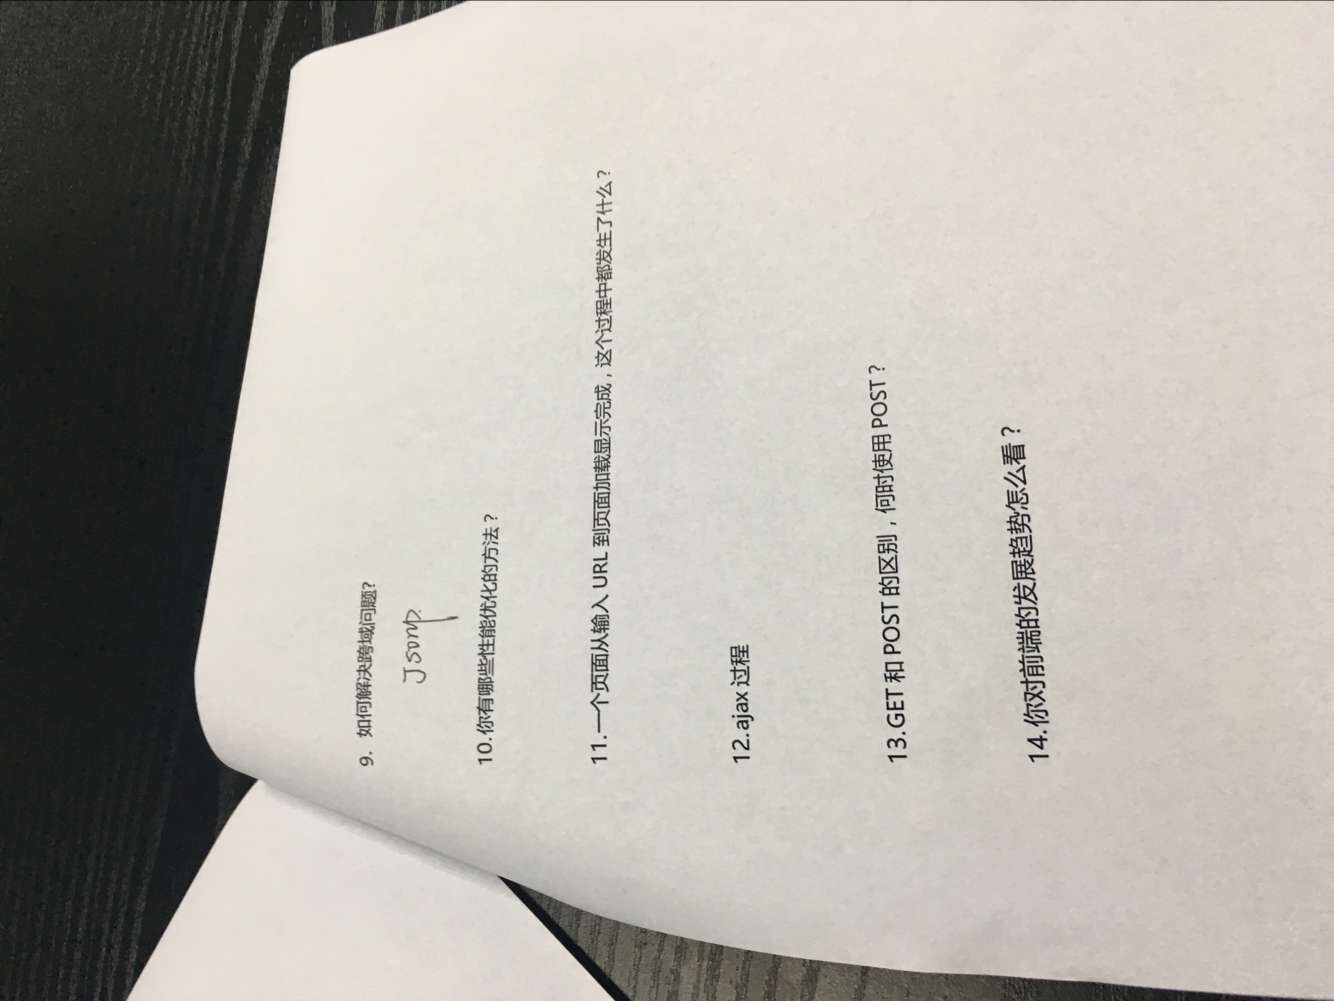 9. 如何解决跨域问题?
Jsonp.
10.你有哪些性能优化的方法？
11.一个页面从输入 URL 到页面加载显示完成，这个过程中都发生了什么？
12.ajax 过程
13.GET 和 POST 的区别，何时使用 POST？
14.你对前端的发展趋势怎么看？